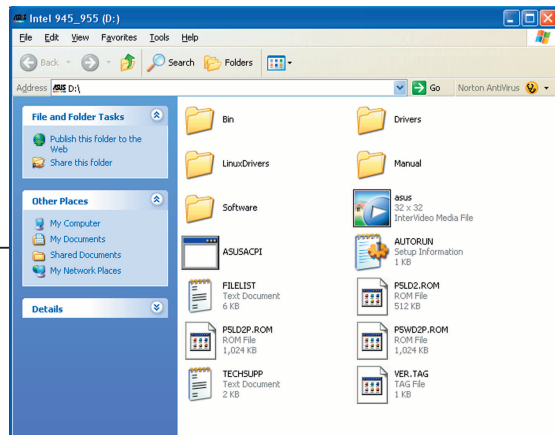 Intel 945_955 (D:)
File Edit View Favorites Tools Help
Back Search Folders
Address D:\ Go Norton AntiVirus
File and Folder Tasks
Publish this folder to the
Web
Share this folder
Other Places
My Computer
My Documents
Shared Documents
My Network Places
Details
Bin
Drivers
LinuxDrivers
Manual
Software
asus
32 x 32
InterVideo Media File
ASUSACPI
AUTORUN
Setup Information
1 KB
FILELIST
Text Document
6 KB
P5LD2.ROM
ROM File
512 KB
P5LD2P.ROM
ROM File
1,024 KB
P5WD2P.ROM
ROM File
1,024 KB
TECHSUPP
Text Document
2 KB
VER.TAG
TAG File
1 KB